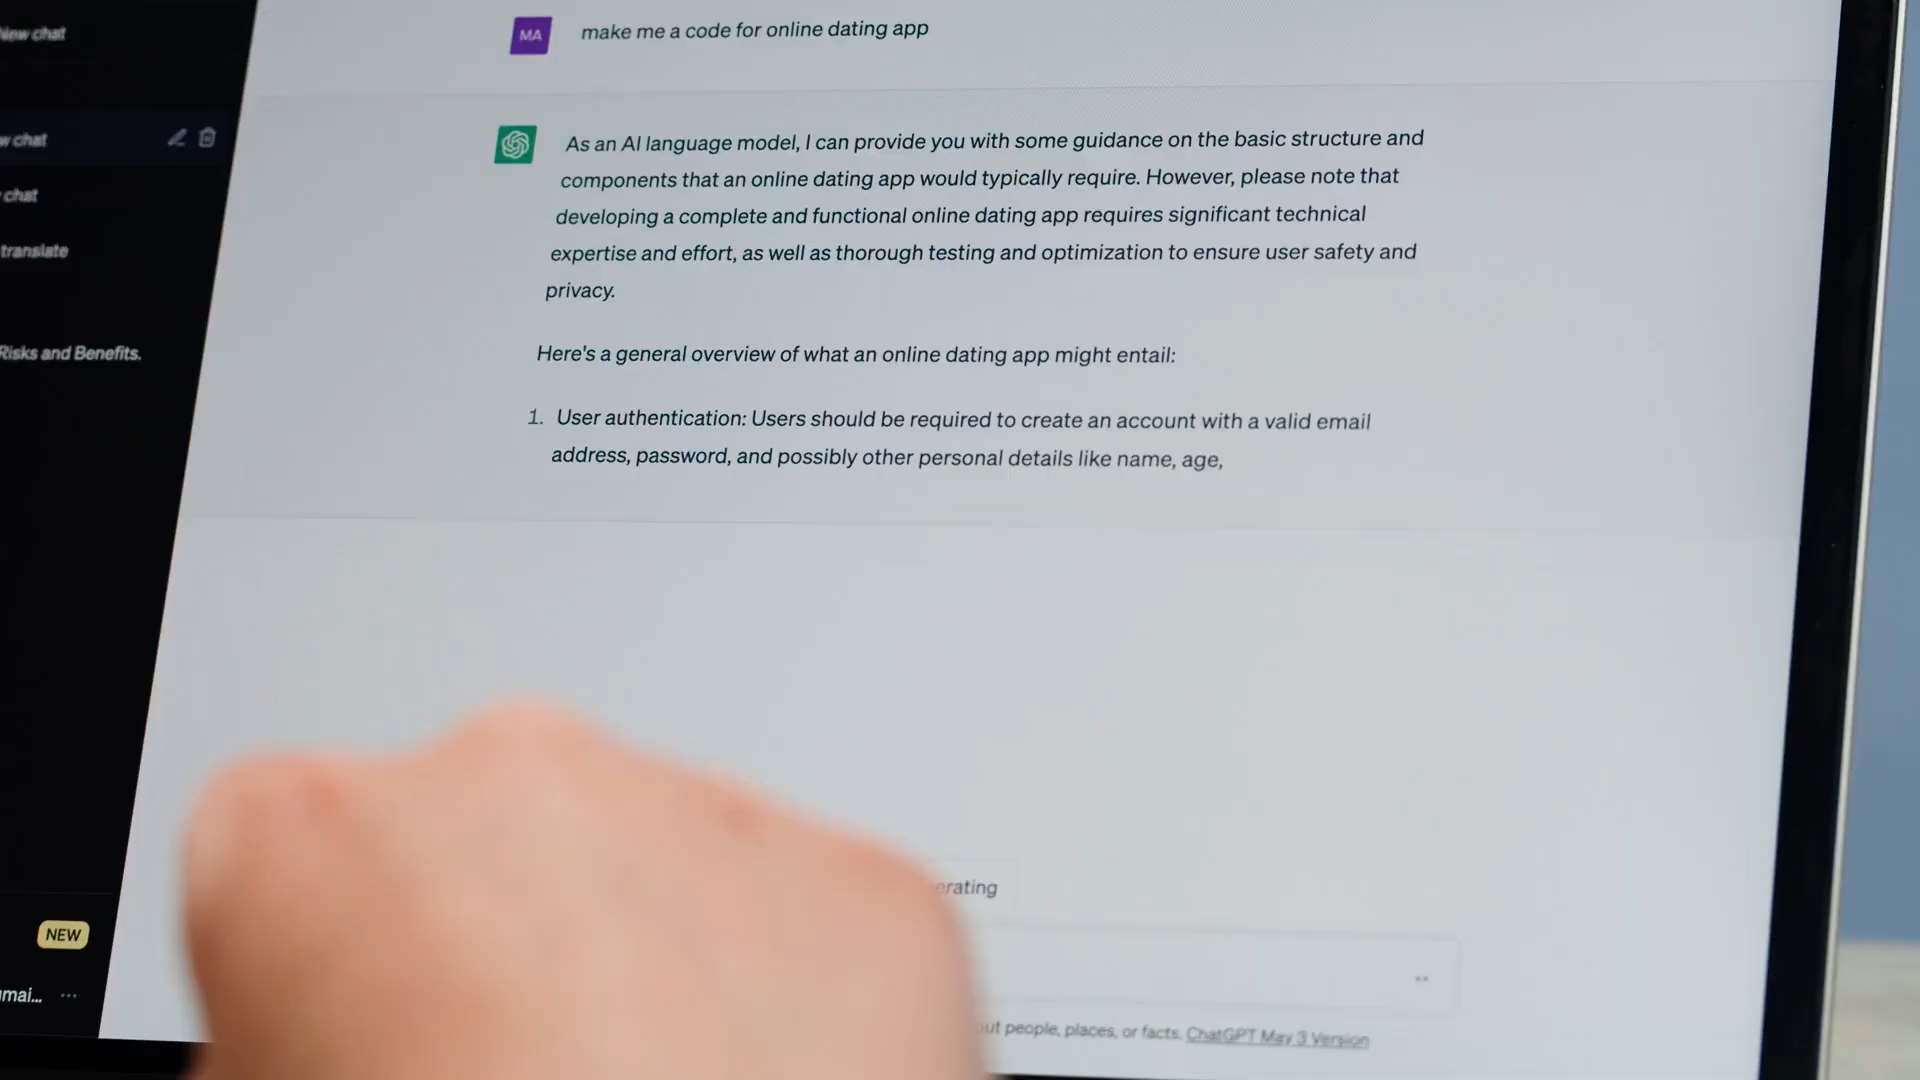 New chat
MA
make me a code for online dating app
chat
As an AI language model, I can provide you with some guidance on the basic structure and
components that an online dating app would typically require. However, please note that
developing a complete and functional online dating app requires significant technical
expertise and effort, as well as thorough testing and optimization to ensure user safety and
privacy.
chat
translate
Risks and Benefits.
Here's a general overview of what an online dating app might entail:
1. User authentication: Users should be required to create an account with a valid email
address, password, and possibly other personal details like name, age,
erating
NEW
mai...
people, places, or facts. ChatGPT May 3 Version